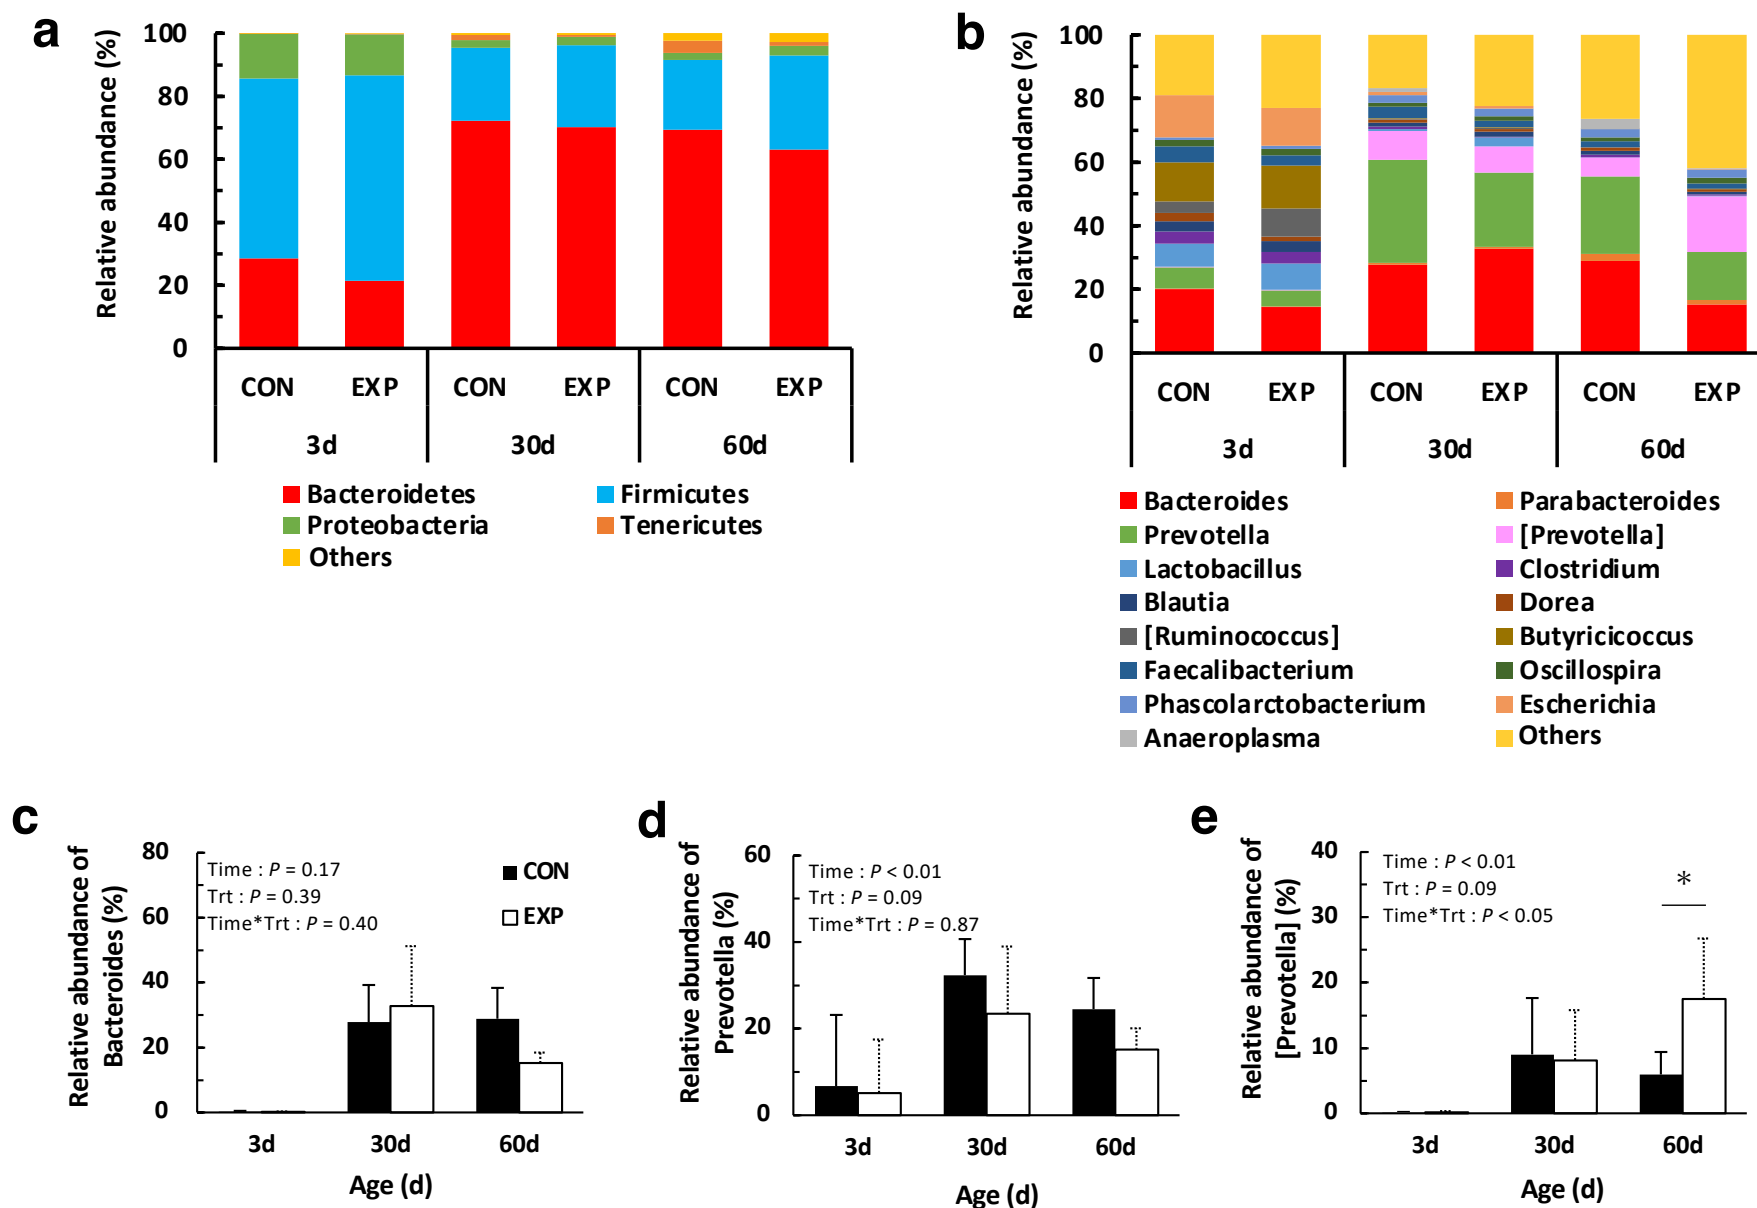 a
Relative abundance (%)
100
80
60
40
20
0
CON EXP CON EXP CON EXP
3d 30d 60d
Bacteroidetes Firmicutes
Proteobacteria Tenericutes
Others
b
Relative abundance (%)
100
80
60
40
20
0
CON EXP CON EXP CON EXP
3d 30d 60d
Bacteroides Parabacteroides
Prevotella [Prevotella]
Lactobacillus Clostridium
Blautia Dorea
[Ruminococcus] Butyricicoccus
Faecalibacterium Oscillospira
Phascolarctobacterium Escherichia
Anaeroplasma Others
c
Relative abundance of
Bacteroides (%)
80
60
40
20
0
Time : P = 0.17
Trt : P = 0.39
Time*Trt : P = 0.40
CON
EXP
3d 30d 60d
Age (d)
d
Relative abundance of
Prevotella (%)
60
40
20
0
Time : P < 0.01
Trt : P = 0.09
Time*Trt : P = 0.87
3d 30d 60d
Age (d)
e
Relative abundance of
[Prevotella] (%)
40
30
20
10
0
Time : P < 0.01
Trt : P = 0.09
Time*Trt : P < 0.05
*
3d 30d 60d
Age (d)